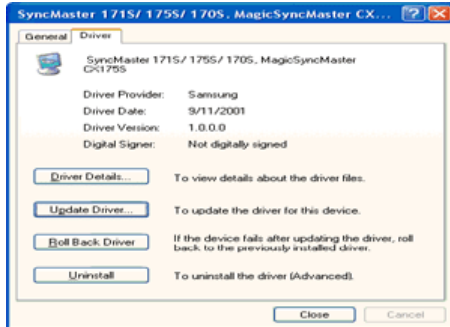 SyncMaster 171S/ 175S/ 170S, MagicSyncMaster CX...
General
Driver
SyncMaster 171S/ 175S/ 170S, MagicSyncMaster
CX175S
Driver Provider: Samsung
Driver Date: 9/11/2001
Driver Version: 1.0.0.0
Digital Signer: Not digitally signed
Driver Details... To view details about the driver files.
Update Driver... To update the driver for this device.
Roll Back Driver If the device fails after updating the driver, roll
back to the previously installed driver.
Uninstall To uninstall the driver (Advanced).
Close Cancel